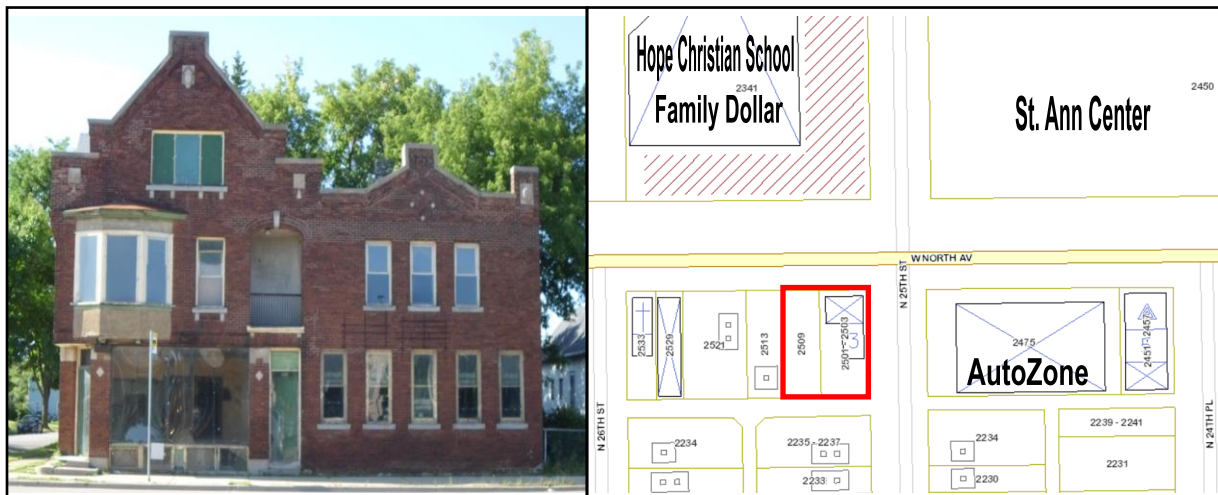 Hope Christian School
2341
Family Dollar
2450
St. Ann Center
W NORTH AV
N 25TH ST
2533
2529
2521
2513
2509
2501 - 2503
3
2475
AutoZone
2451 - 2457
N 26TH ST
N 24TH PL
2234
2235 - 2237
2233
2234
2230
2239 - 2241
2231